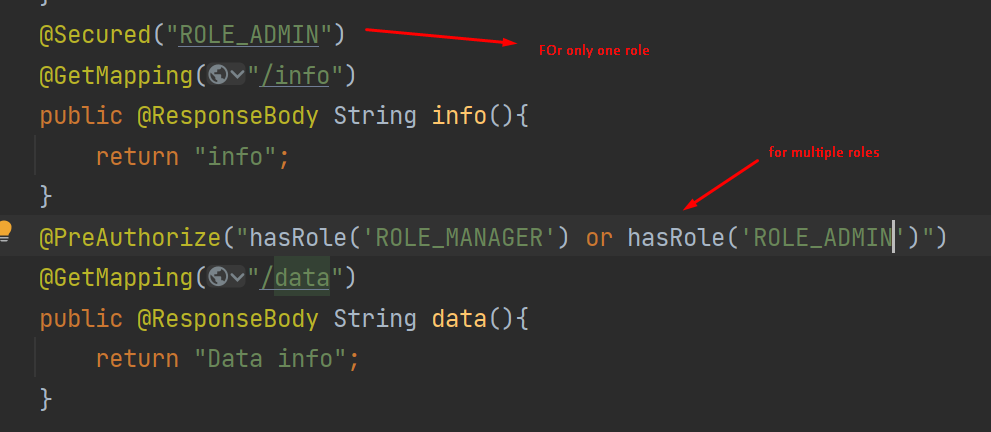 @Secured("ROLE_ADMIN")
FOr only one role
@GetMapping("/info")
public @ResponseBody String info(){
return "info";
for multiple roles
}
@PreAuthorize("hasRole('ROLE_MANAGER') or hasRole('ROLE_ADMIN')")
@GetMapping("/data")
public @ResponseBody String data(){
return "Data info";
}